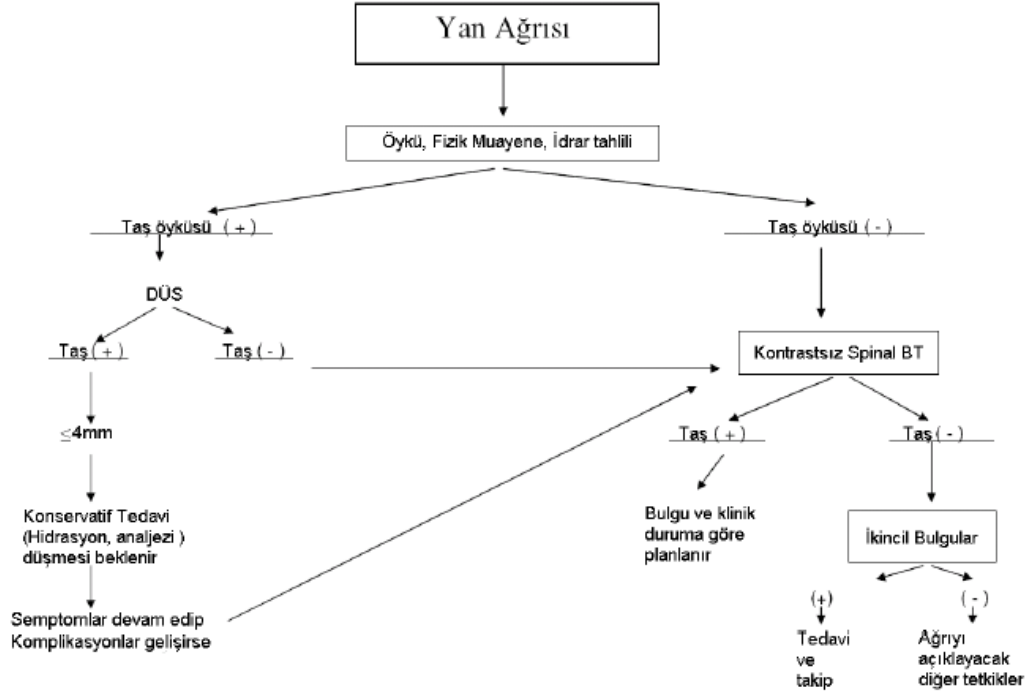 Yan Ağrısı
Öykü, Fizik Muayene, İdrar tahlili
Taş öyküsü ( + )
Taş öyküsü ( - )
DÜS
Taş ( + )
Taş ( - )
Kontrastsız Spinal BT
≤4mm
Taş ( + )
Taş ( - )
Konservatif Tedavi
(Hidrasyon, analjezi )
düşmesi beklenir
Bulgu ve klinik
duruma göre
planlanır
İkincil Bulgular
Semptomlar devam edip
Komplikasyonlar gelişirse
(+)
( - )
Tedavi
ve
takip
Ağrıyı
açıklayacak
diğer tetkikler